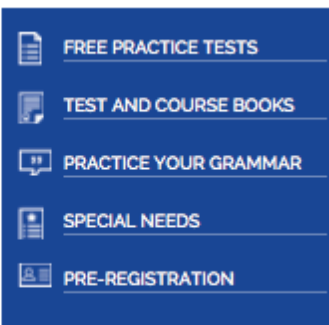 FREE PRACTICE TESTS
TEST AND COURSE BOOKS
PRACTICE YOUR GRAMMAR
SPECIAL NEEDS
PRE-REGISTRATION